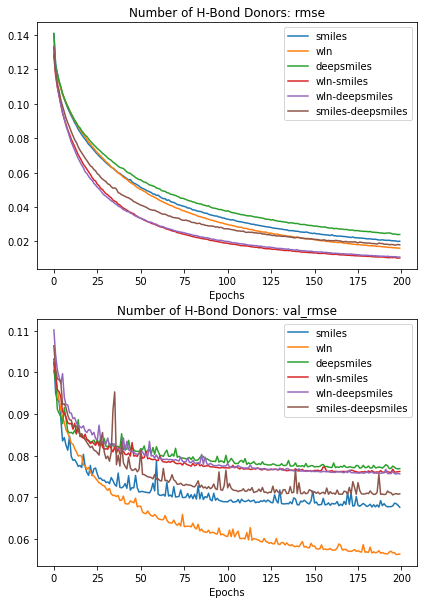 Number of H-Bond Donors: rmse
0.14
0.12
0.10
0.08
0.06
0.04
0.02
smiles
wln
deepsmiles
wln-smiles
wln-deepsmiles
smiles-deepsmiles
0 25 50 75 100 125 150 175 200
Epochs
Number of H-Bond Donors: val_rmse
0.11
0.10
0.09
0.08
0.07
0.06
smiles
wln
deepsmiles
wln-smiles
wln-deepsmiles
smiles-deepsmiles
0 25 50 75 100 125 150 175 200
Epochs